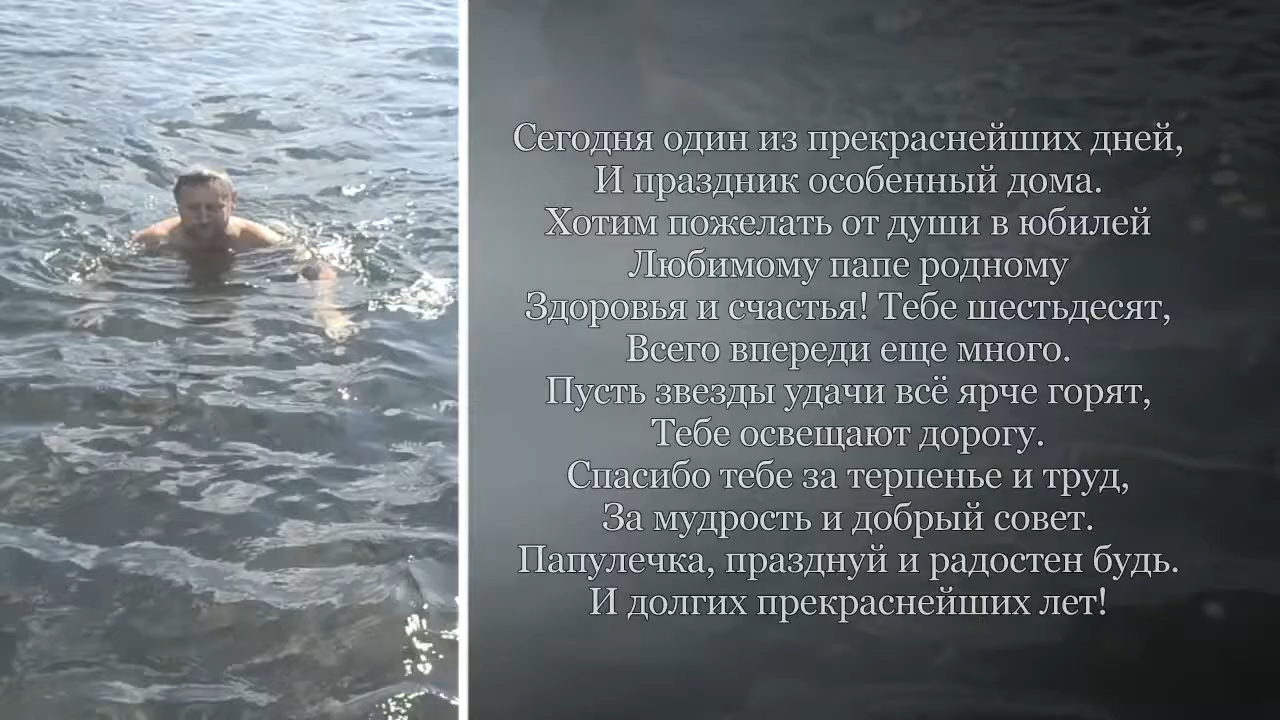 Сегодня один из прекраснейших дней,
И праздник особенный дома.
Хотим пожелать от души в юбилей
Любимому папе родному
Здоровья и счастья! Тебе шестьдесят,
Всего впереди еще много.
Пусть звезды удачи всё ярче горят,
Тебе освещают дорогу.
Спасибо тебе за терпенье и труд,
За мудрость и добрый совет.
Папулечка, празднуй и радостен будь.
И долгих прекраснейших лет!